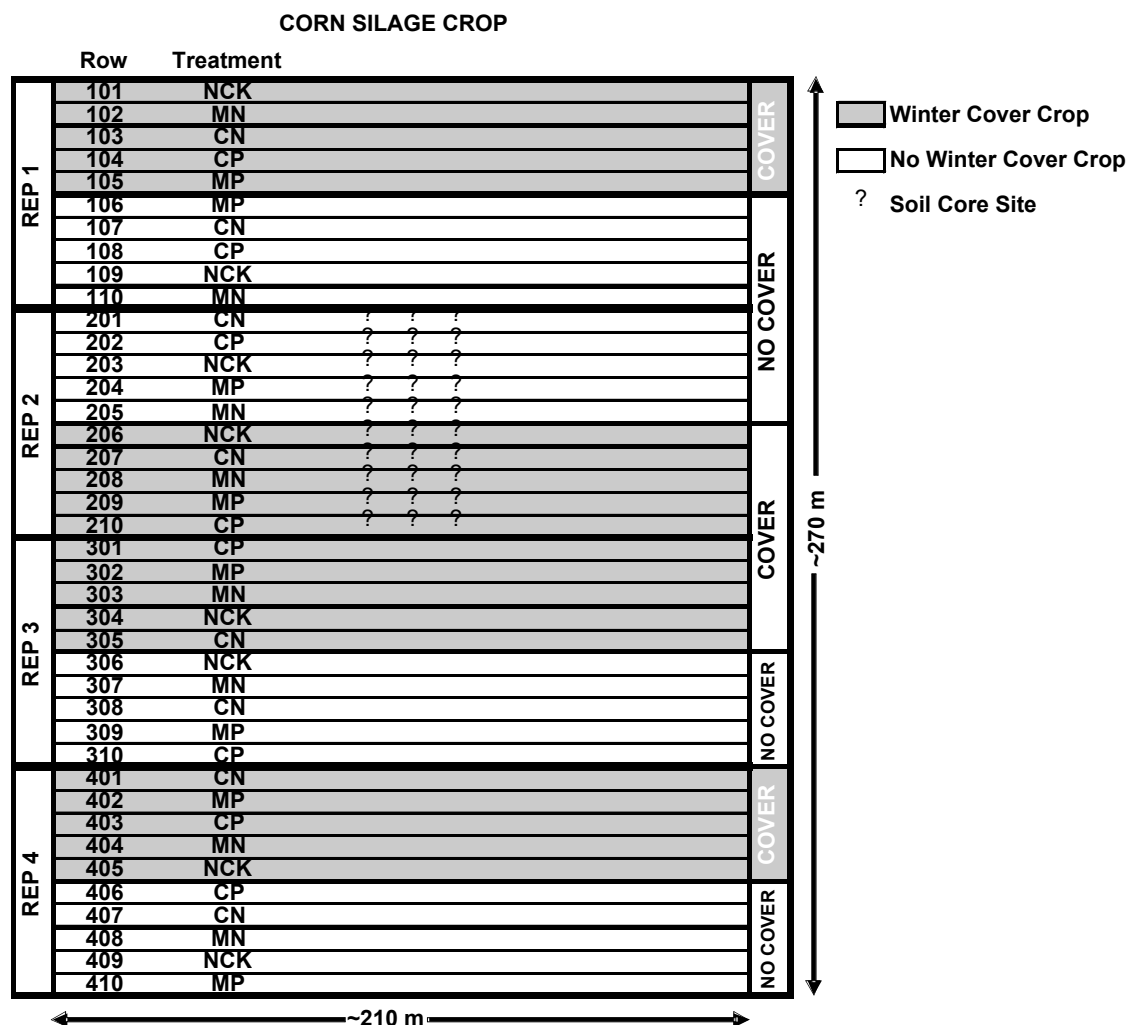 CORN SILAGE CROP
Row Treatment
REP 1
101 NCK
102 MN
103 CN
104 CP
105 MP
COVER
106 MP
107 CN
108 CP
109 NCK
110 MN
NO COVER
REP 2
201 CN ? ? ?
202 CP ? ? ?
203 NCK ? ? ?
204 MP ? ? ?
205 MN ? ? ?
206 NCK ? ? ?
207 CN ? ? ?
208 MN ? ? ?
209 MP ? ? ?
210 CP ? ? ?
COVER
REP 3
301 CP
302 MP
303 MN
304 NCK
305 CN
306 NCK
307 MN
308 CN
309 MP
310 CP
NO COVER
REP 4
401 CN
402 MP
403 CP
404 MN
405 NCK
COVER
406 CP
407 CN
408 MN
409 NCK
410 MP
NO COVER
~270 m
~210 m
Winter Cover Crop
No Winter Cover Crop
? Soil Core Site